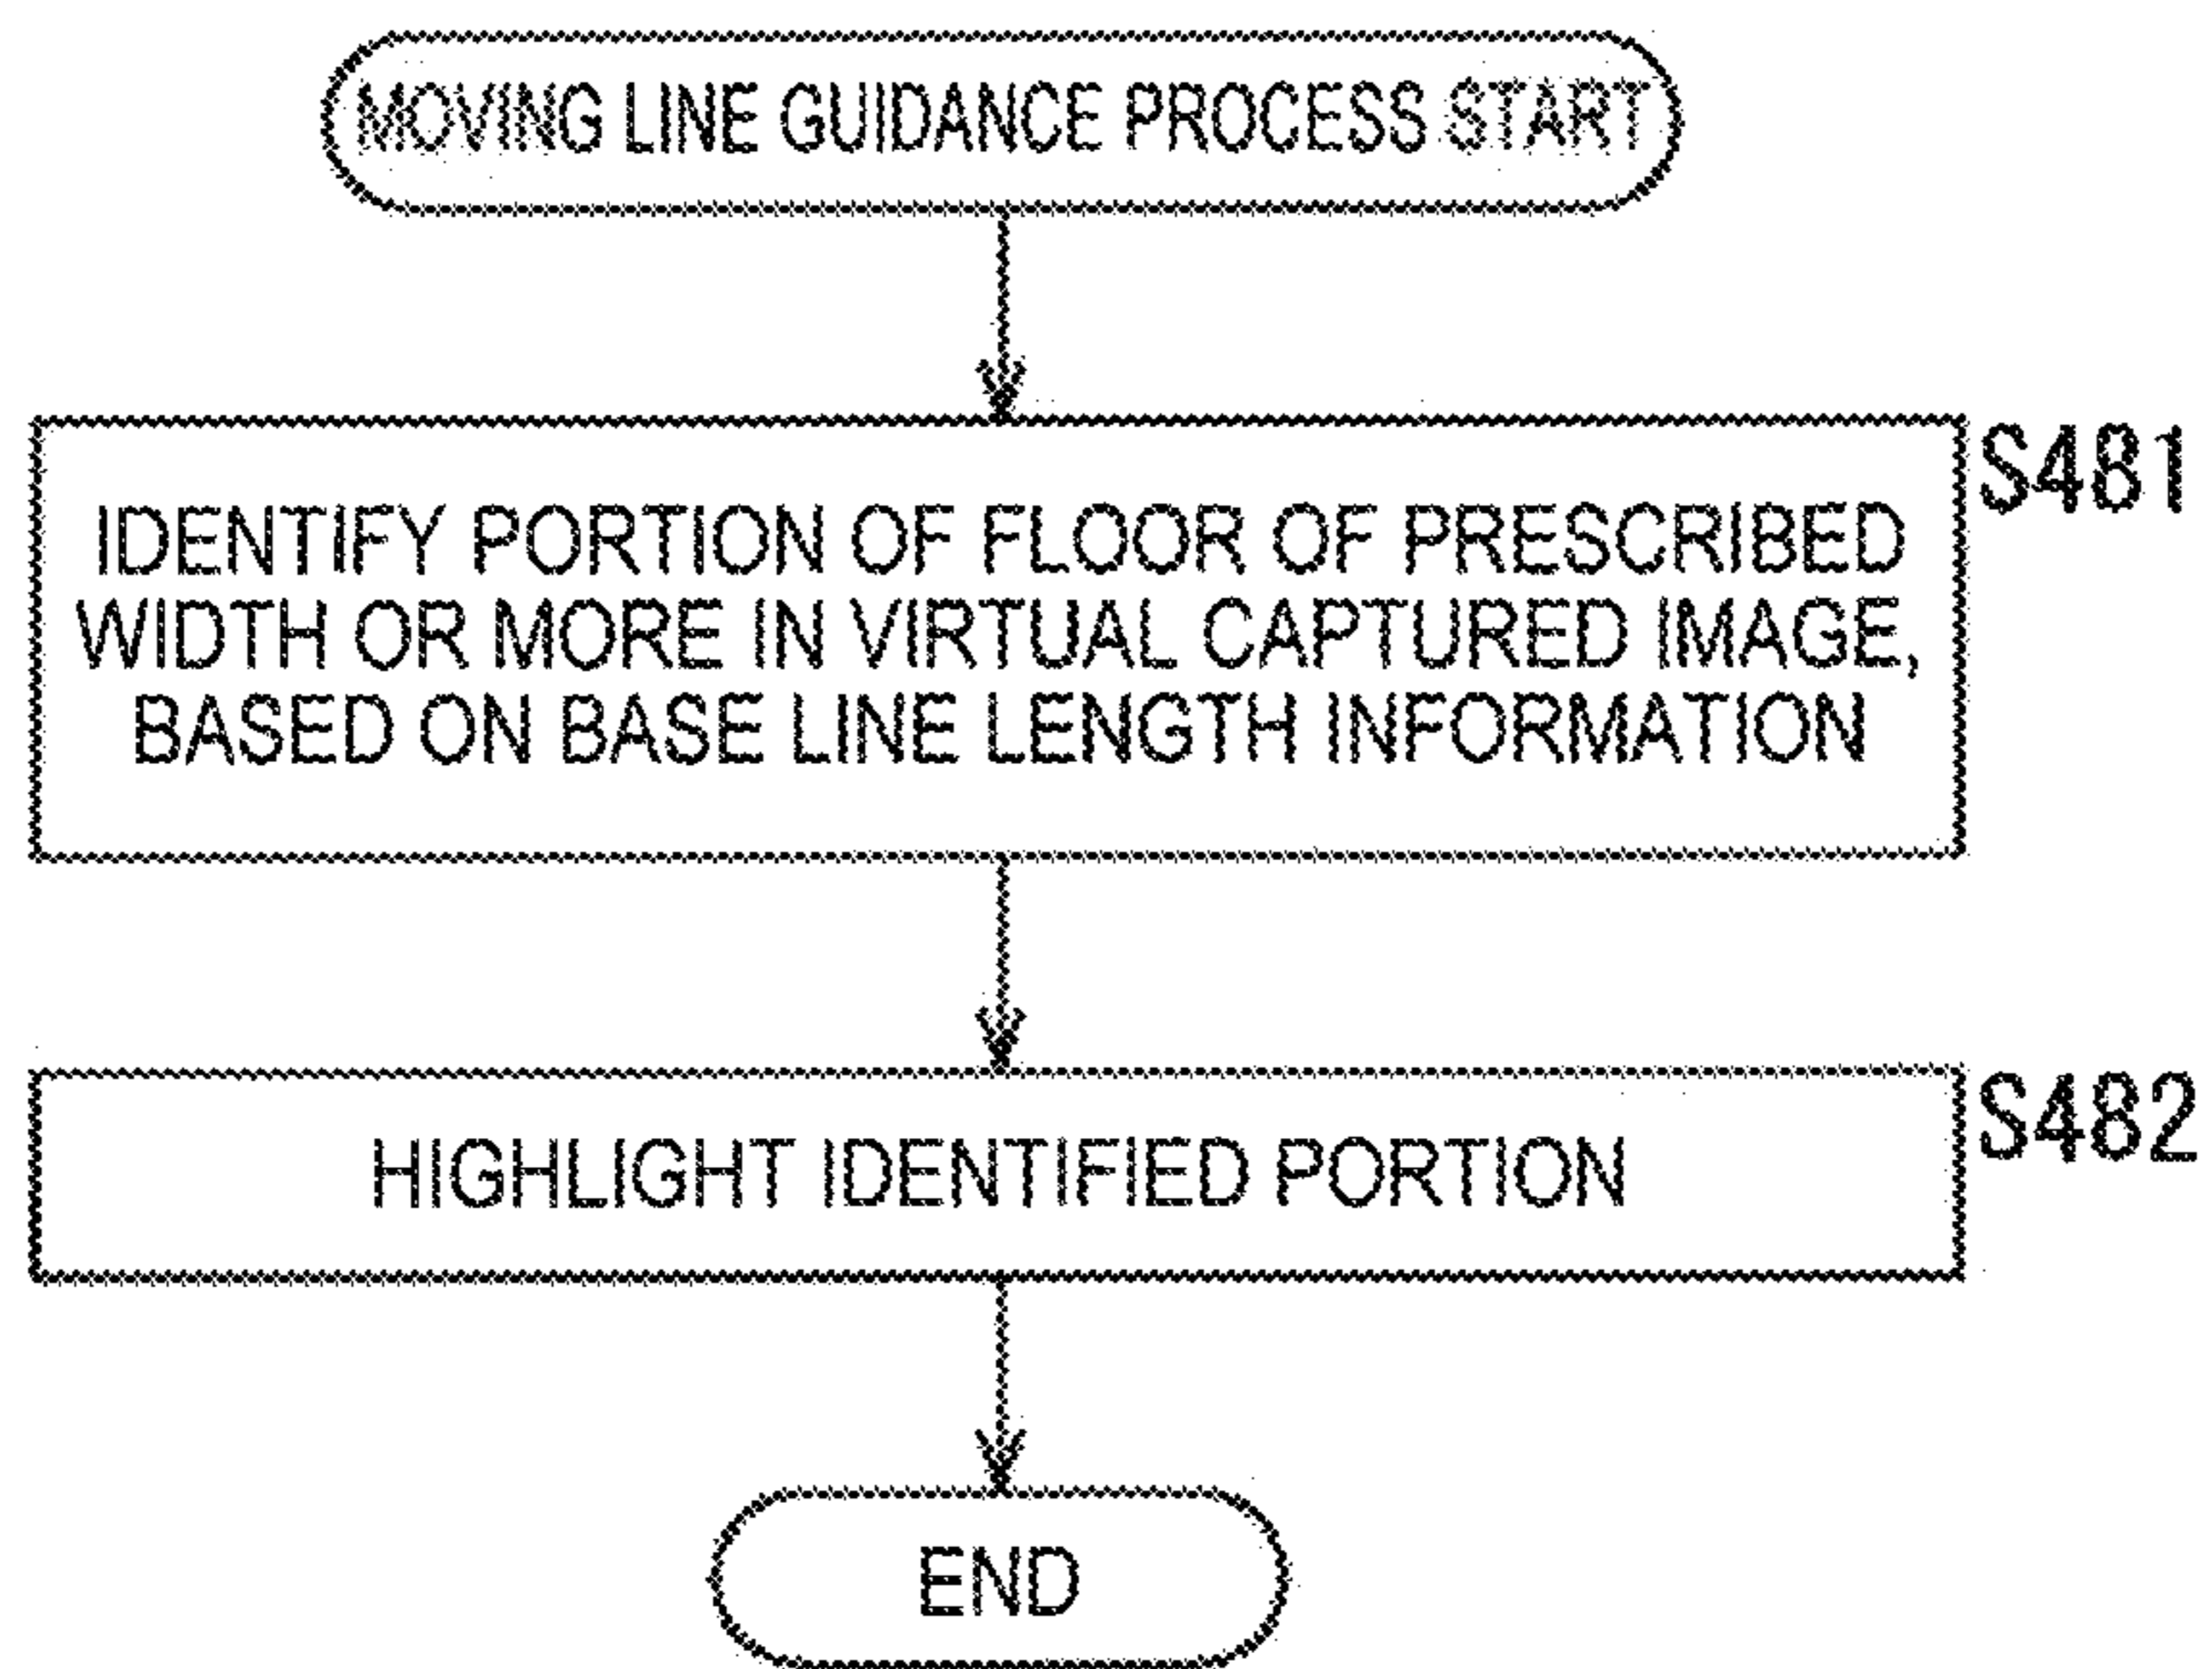 MOVING LINE GUIDANCE PROCESS START
S481
IDENTIFY PORTION OF FLOOR OF PRESCRIBED
WIDTH OR MORE IN VIRTUAL CAPTURED IMAGE,
BASED ON BASE LINE LENGTH INFORMATION
S482
HIGHLIGHT IDENTIFIED PORTION
END